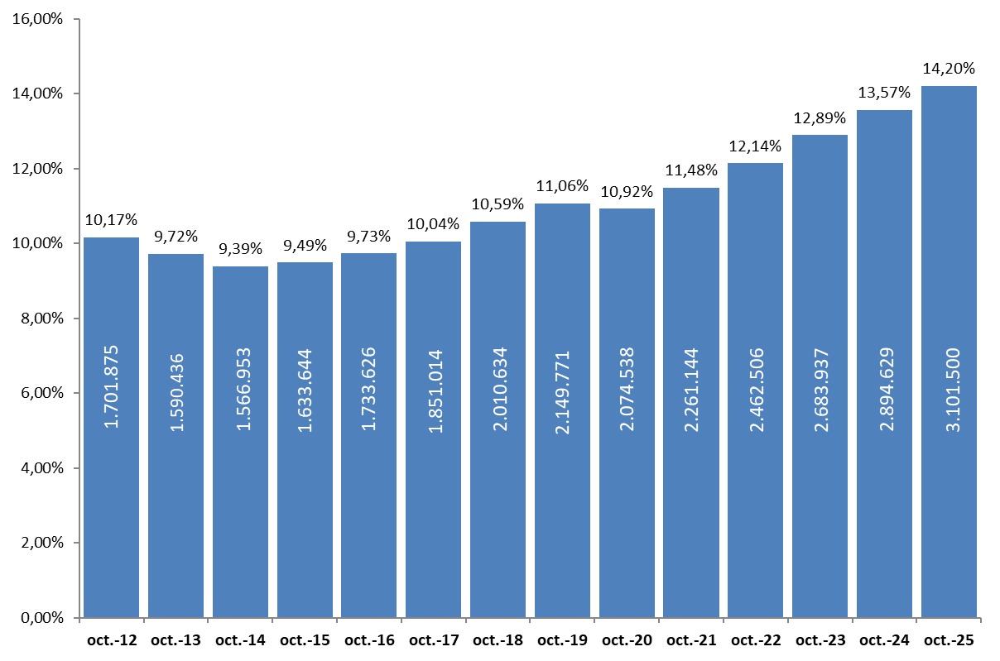 16,00%
14,00%
12,00%
10,00%
8,00%
6,00%
4,00%
2,00%
0,00%
10,17%
9,72%
9,39%
9,49%
9,73%
10,04%
10,59%
11,06%
10,92%
11,48%
12,14%
12,89%
13,57%
14,20%
1.701.875
1.590.436
1.566.953
1.633.644
1.733.626
1.851.014
2.010.634
2.149.771
2.074.538
2.261.144
2.462.506
2.683.937
2.894.629
3.101.500
oct.-12
oct.-13
oct.-14
oct.-15
oct.-16
oct.-17
oct.-18
oct.-19
oct.-20
oct.-21
oct.-22
oct.-23
oct.-24
oct.-25